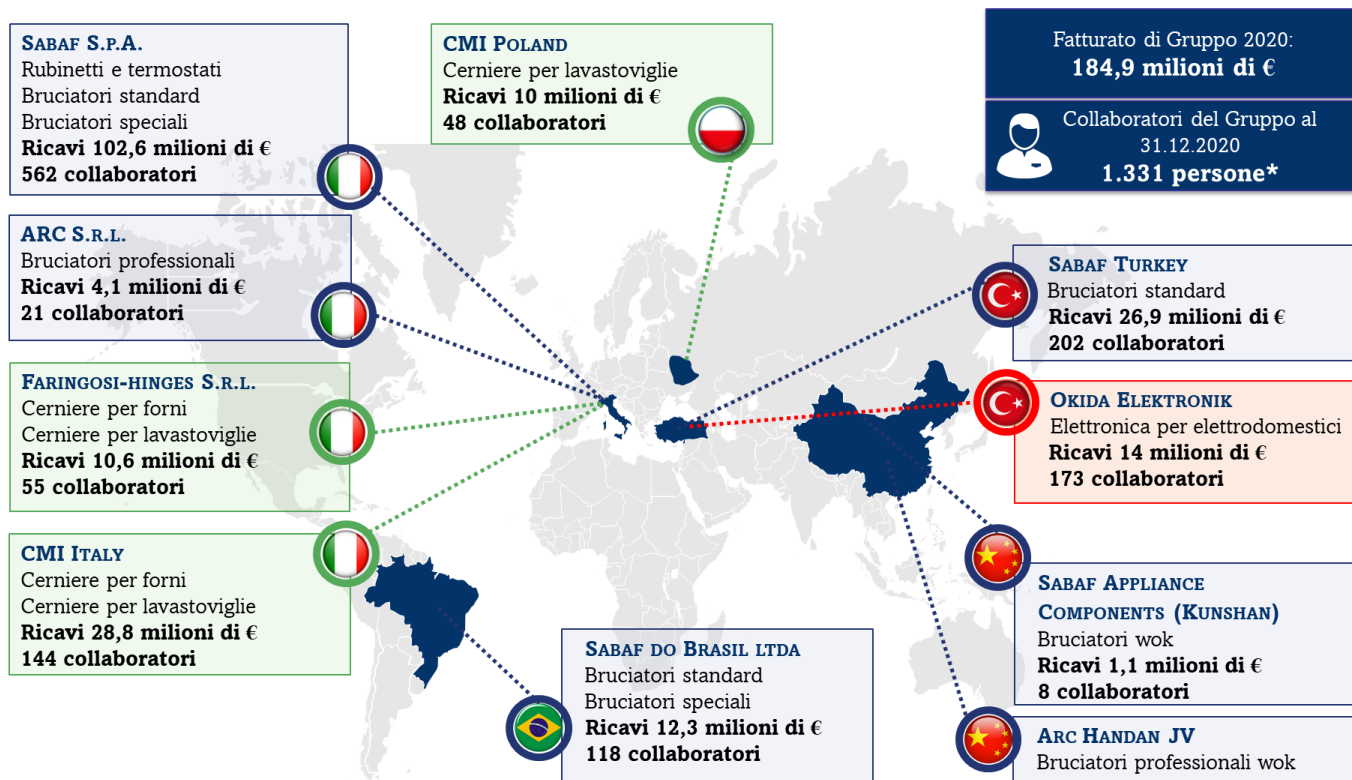 SABAF S.P.A.
Rubinetti e termostati
Bruciatori standard
Bruciatori speciali
Ricavi 102,6 milioni di €
562 collaboratori
CMI POLAND
Cerniere per lavastoviglie
Ricavi 10 milioni di €
48 collaboratori
Fatturato di Gruppo 2020:
184,9 milioni di €
Collaboratori del Gruppo al
31.12.2020
1.331 persone*
ARC S.R.L.
Bruciatori professionali
Ricavi 4,1 milioni di €
21 collaboratori
SABAF TURKEY
Bruciatori standard
Ricavi 26,9 milioni di €
202 collaboratori
FARINGOSI-HINGES S.R.L.
Cerniere per forni
Cerniere per lavastoviglie
Ricavi 10,6 milioni di €
55 collaboratori
OKIDA ELEKTRONIK
Elettronica per elettrodomestici
Ricavi 14 milioni di €
173 collaboratori
CMI ITALY
Cerniere per forni
Cerniere per lavastoviglie
Ricavi 28,8 milioni di €
144 collaboratori
SABAF DO BRASIL LTDA
Bruciatori standard
Bruciatori speciali
Ricavi 12,3 milioni di €
118 collaboratori
SABAF APPLIANCE
COMPONENTS (KUNSHAN)
Bruciatori wok
Ricavi 1,1 milioni di €
8 collaboratori
ARC HANDAN JV
Bruciatori professionali wok